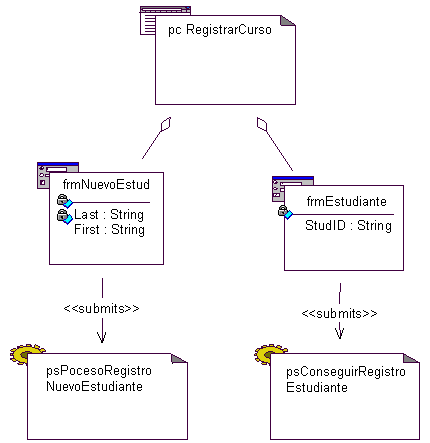 pc RegistrarCurso
frmNuevoEstud
Last : String
First : String
frmEstudiante
StudID : String
<<submits>>
<<submits>>
psPocesoRegistro
NuevoEstudiante
psConseguirRegistro
Estudiante